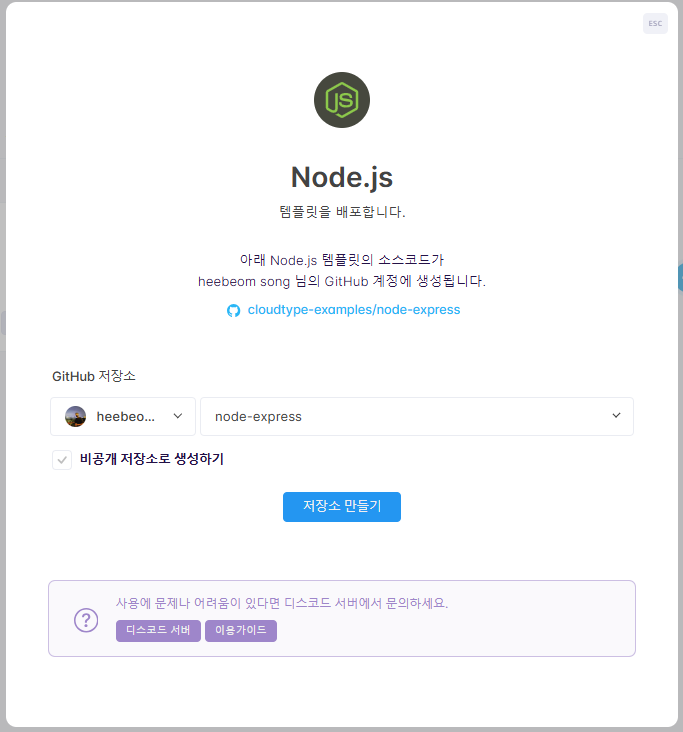 ESC
JS
Node.js
템플릿을 배포합니다.
아래 Node.js 템플릿의 소스코드가
heebeom song 님의 GitHub 계정에 생성됩니다.
cloudtype-examples/node-express
GitHub 저장소
heebeo...
node-express
비공개 저장소로 생성하기
저장소 만들기
?
사용에 문제나 어려움이 있다면 디스코드 서버에서 문의하세요.
디스코드 서버
이용가이드